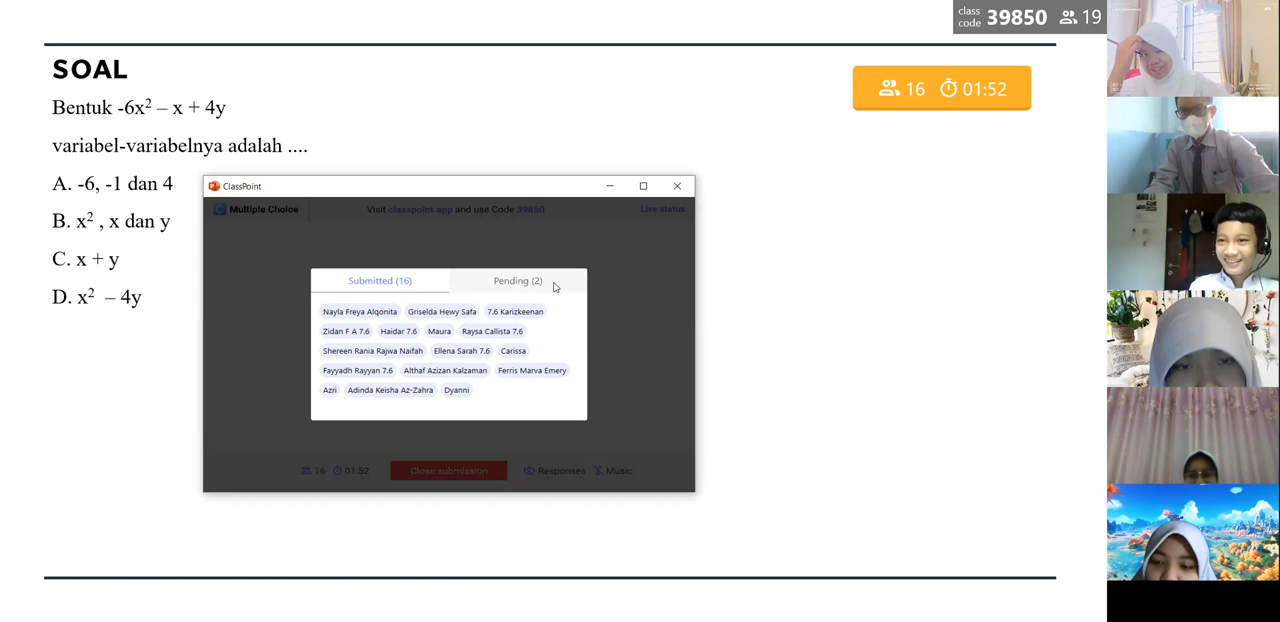 class code 39850 19
SOAL
16 01:52
Bentuk -6x² – x + 4y
variabel-variabelnya adalah ....
A. -6, -1 dan 4
B. x² , x dan y
C. x + y
D. x² – 4y
ClassPoint
Multiple Choice Visit classpoint.app and use Code 39850 Live status
Submitted (16) Pending (2)
Nayla Freya Alqonita Griselda Hewy Safa 7.6 Karizkeenan
Zidan F A 7.6 Haidar 7.6 Maura Raysa Callista 7.6
Shereen Rania Rajwa Naifah Ellena Sarah 7.6 Carissa
Fayyadh Rayyan 7.6 Althaf Azizan Kalzaman Ferris Marva Emery
Azri Adinda Keisha Az-Zahra Dyanni
16 01:52 Close submission Responses Music